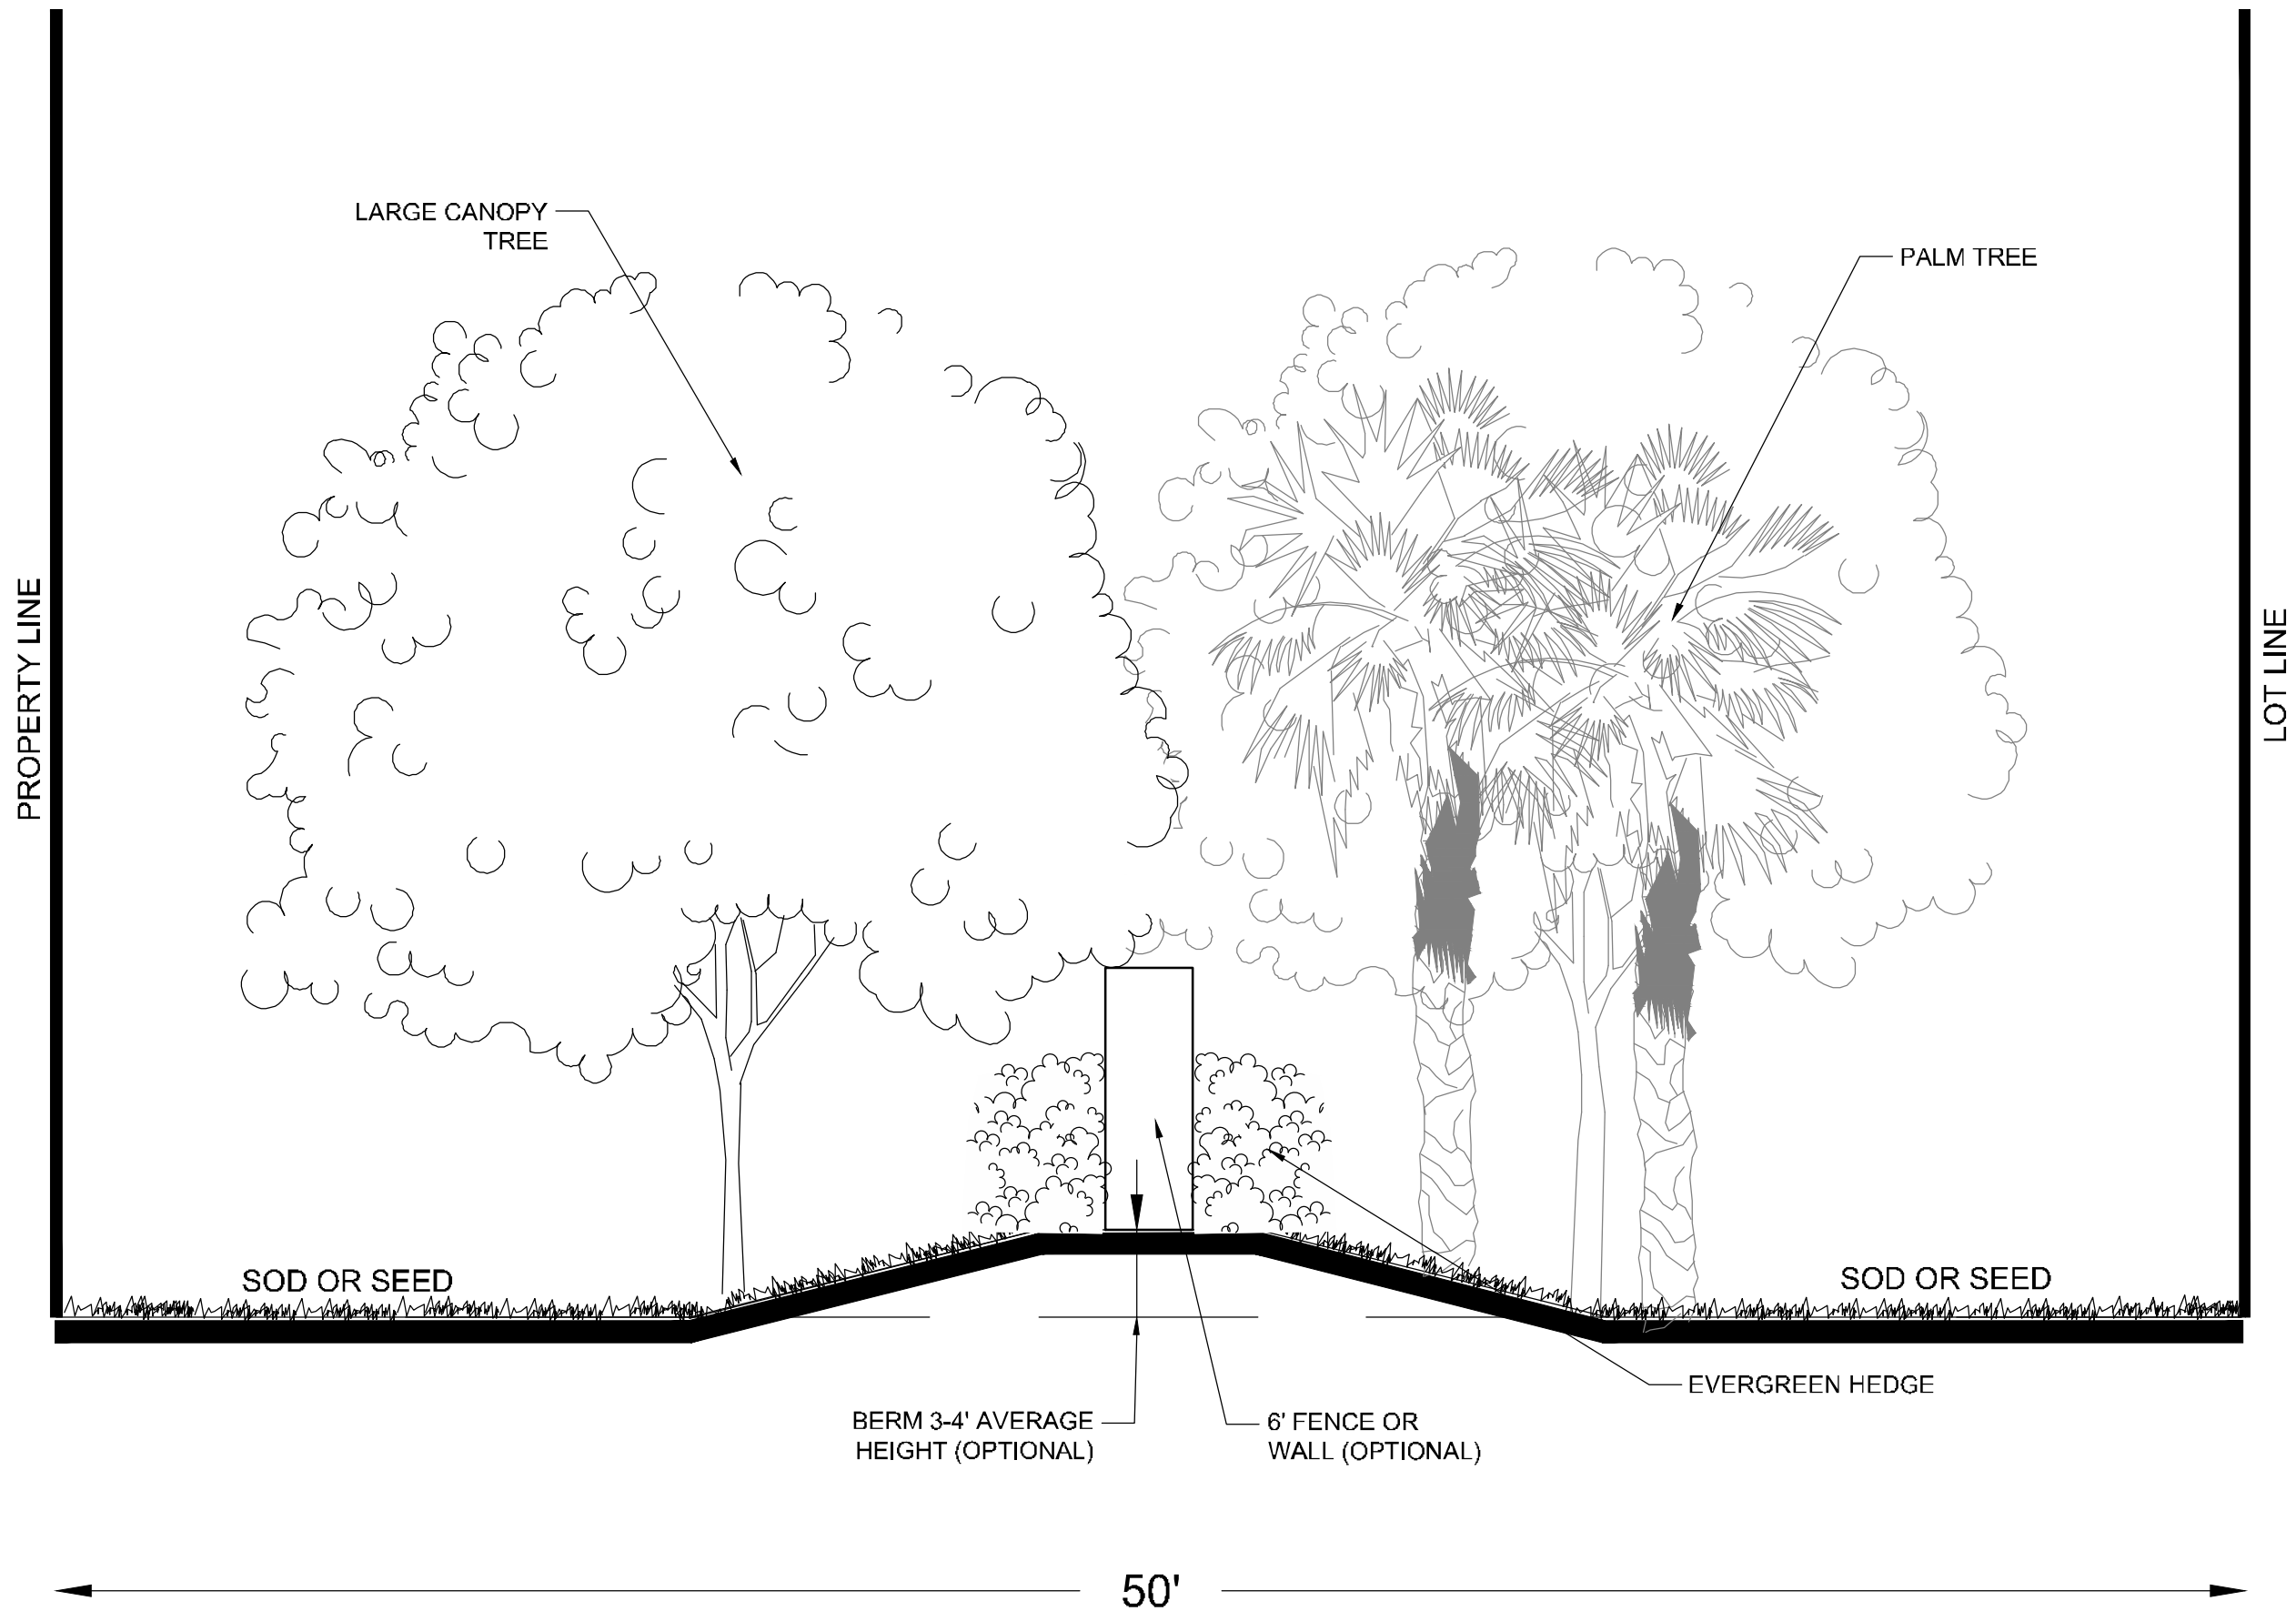 LARGE CANOPY
TREE
PALM TREE
PROPERTY LINE
LOT LINE
SOD OR SEED
SOD OR SEED
EVERGREEN HEDGE
BERM 3-4' AVERAGE
HEIGHT (OPTIONAL)
6' FENCE OR
WALL (OPTIONAL)
50'